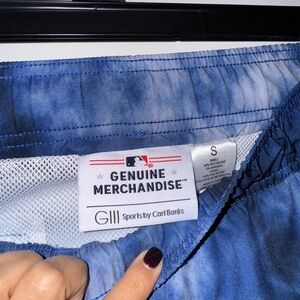 GENUINE
MERCHANDISE™
GIII Sports by Carl Banks
S